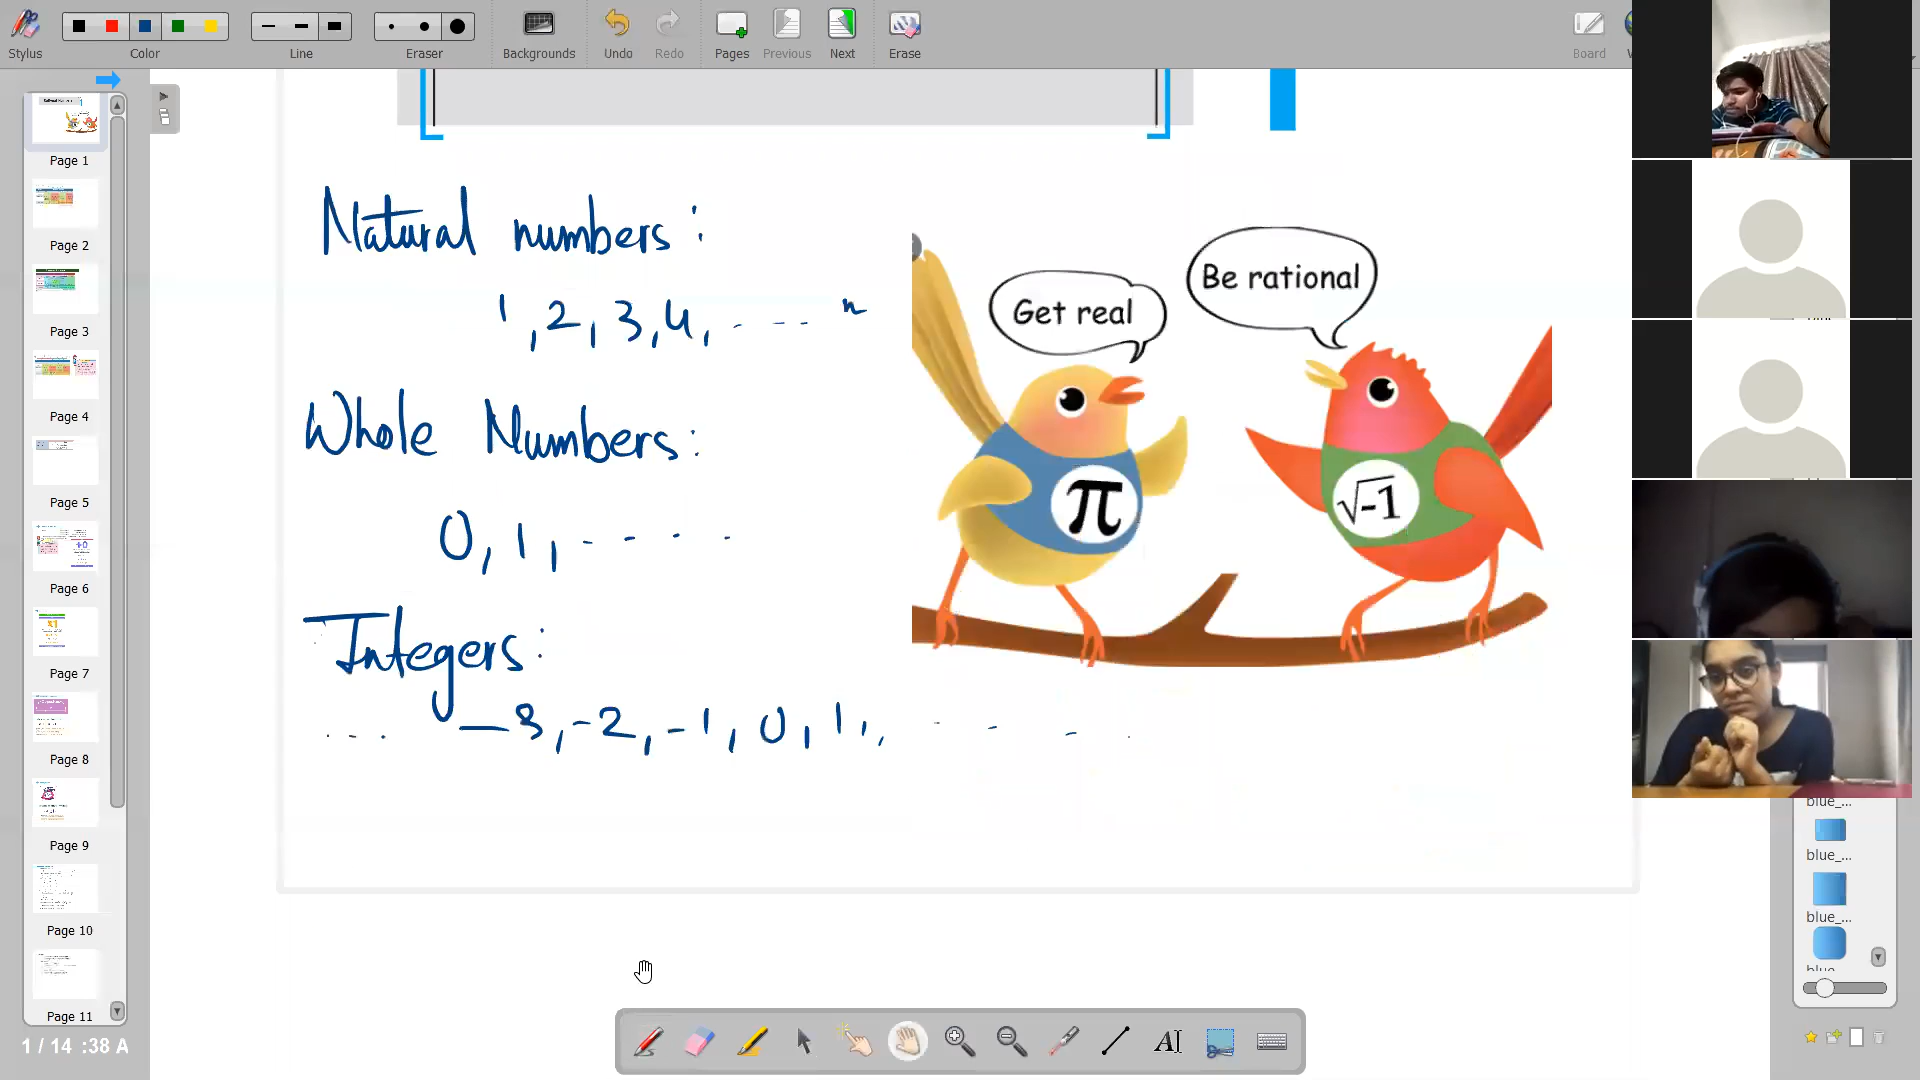 Stylus
Color
Line
Eraser
Backgrounds
Undo
Redo
Pages
Previous
Next
Erase
Board
Page 1
Page 2
Page 3
Page 4
Page 5
Page 6
Page 7
Page 8
Page 9
Page 10
Page 11
1 / 14 :38 A
Natural numbers:
1, 2, 3, 4, - - - - n
Whole Numbers:
0, 1, - - - -
Integers:
... -3, -2, -1, 0, 1, - - - .
Get real
Be rational
π
√-1
blue_...
blue_...
blue_...
AI